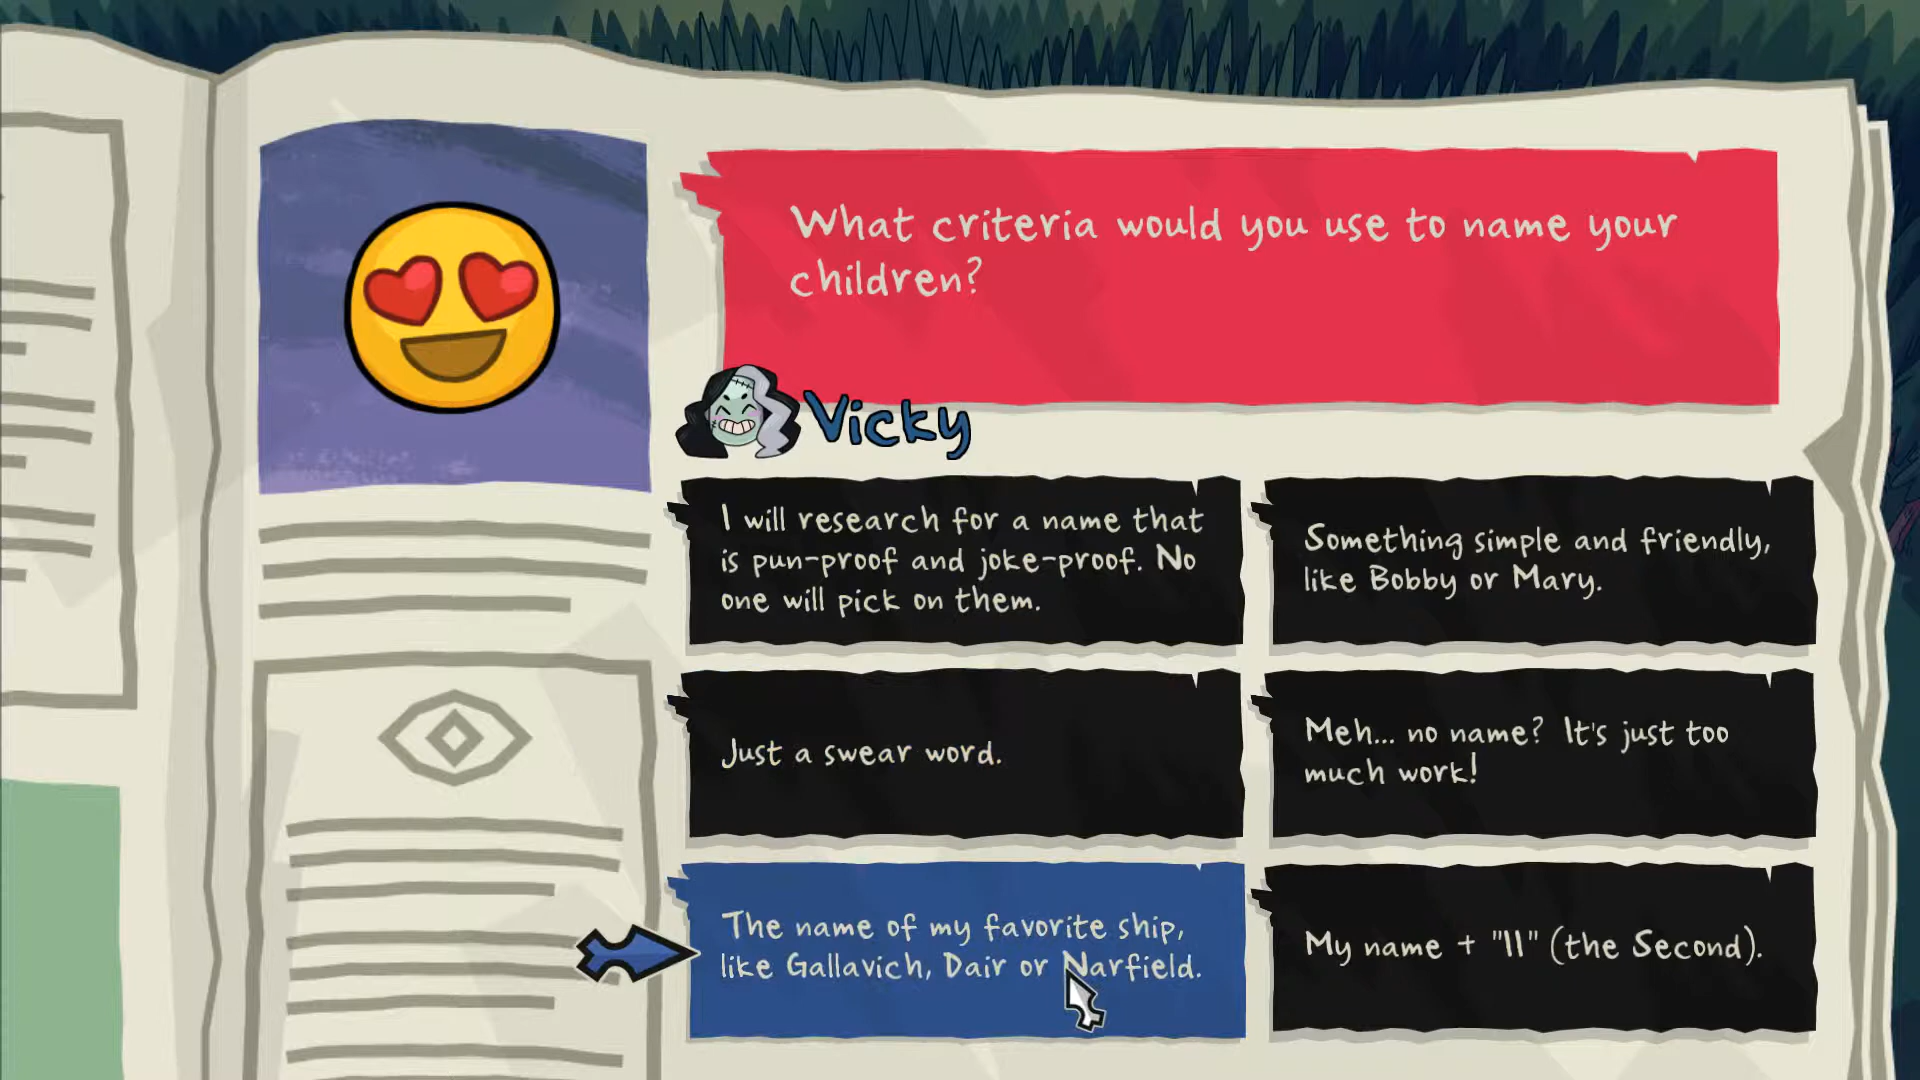 What criteria would you use to name your
children?
Vicky
I will research for a name that
is pun-proof and joke-proof. No
one will pick on them.
Something simple and friendly,
like Bobby or Mary.
Just a swear word.
Meh... no name? It's just too
much work!
The name of my favorite ship,
like Gallavich, Dair or Narfield.
My name + "II" (the Second).